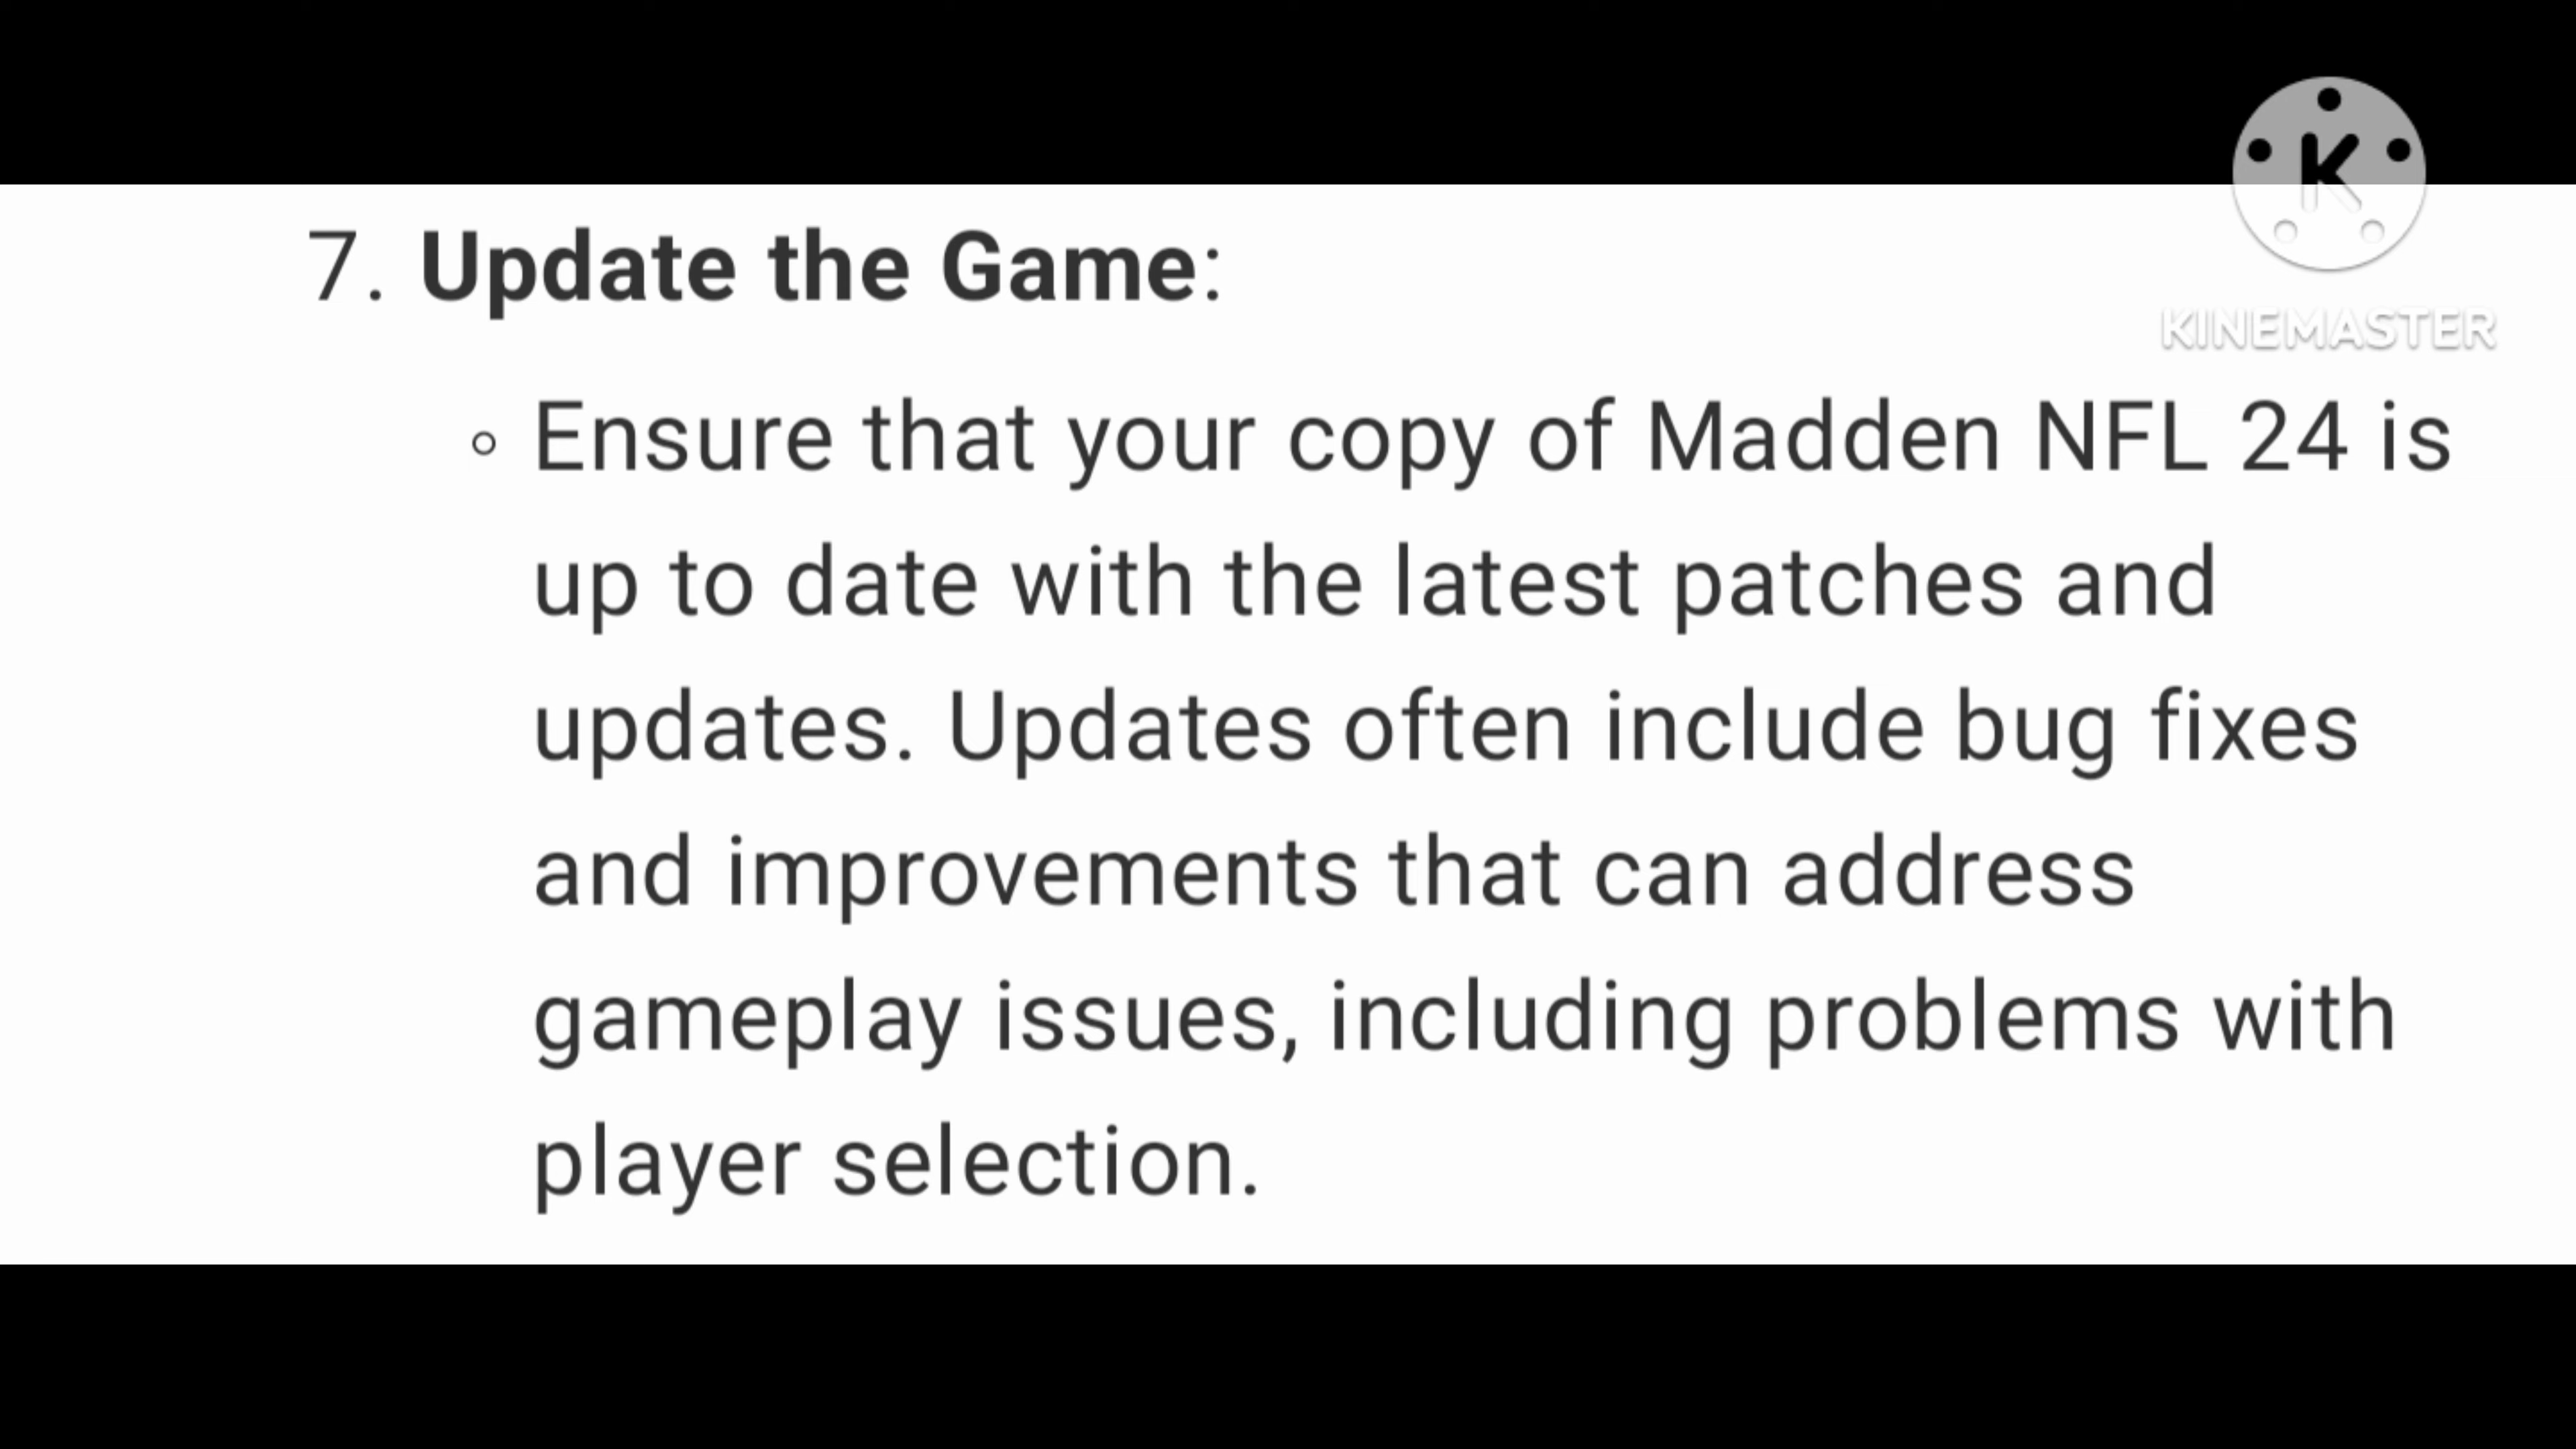 K
KINEMASTER
7. Update the Game:
◦ Ensure that your copy of Madden NFL 24 is
up to date with the latest patches and
updates. Updates often include bug fixes
and improvements that can address
gameplay issues, including problems with
player selection.